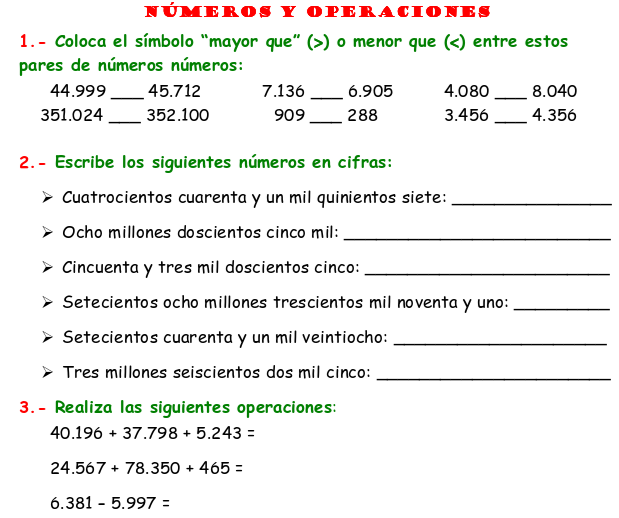 NÚMEROS Y OPERACIONES
1.- Coloca el símbolo “mayor que” (>) o menor que (<) entre estos
pares de números números:
44.999 ___ 45.712 7.136 ___ 6.905 4.080 ___ 8.040
351.024 ___ 352.100 909 ___ 288 3.456 ___ 4.356
2.- Escribe los siguientes números en cifras:
➢ Cuatrocientos cuarenta y un mil quinientos siete: _______________
➢ Ocho millones doscientos cinco mil: _________________________
➢ Cincuenta y tres mil doscientos cinco: _______________________
➢ Setecientos ocho millones trescientos mil noventa y uno: _________
➢ Setecientos cuarenta y un mil veintiocho: ____________________
➢ Tres millones seiscientos dos mil cinco: ______________________
3.- Realiza las siguientes operaciones:
40.196 + 37.798 + 5.243 =
24.567 + 78.350 + 465 =
6.381 – 5.997 =